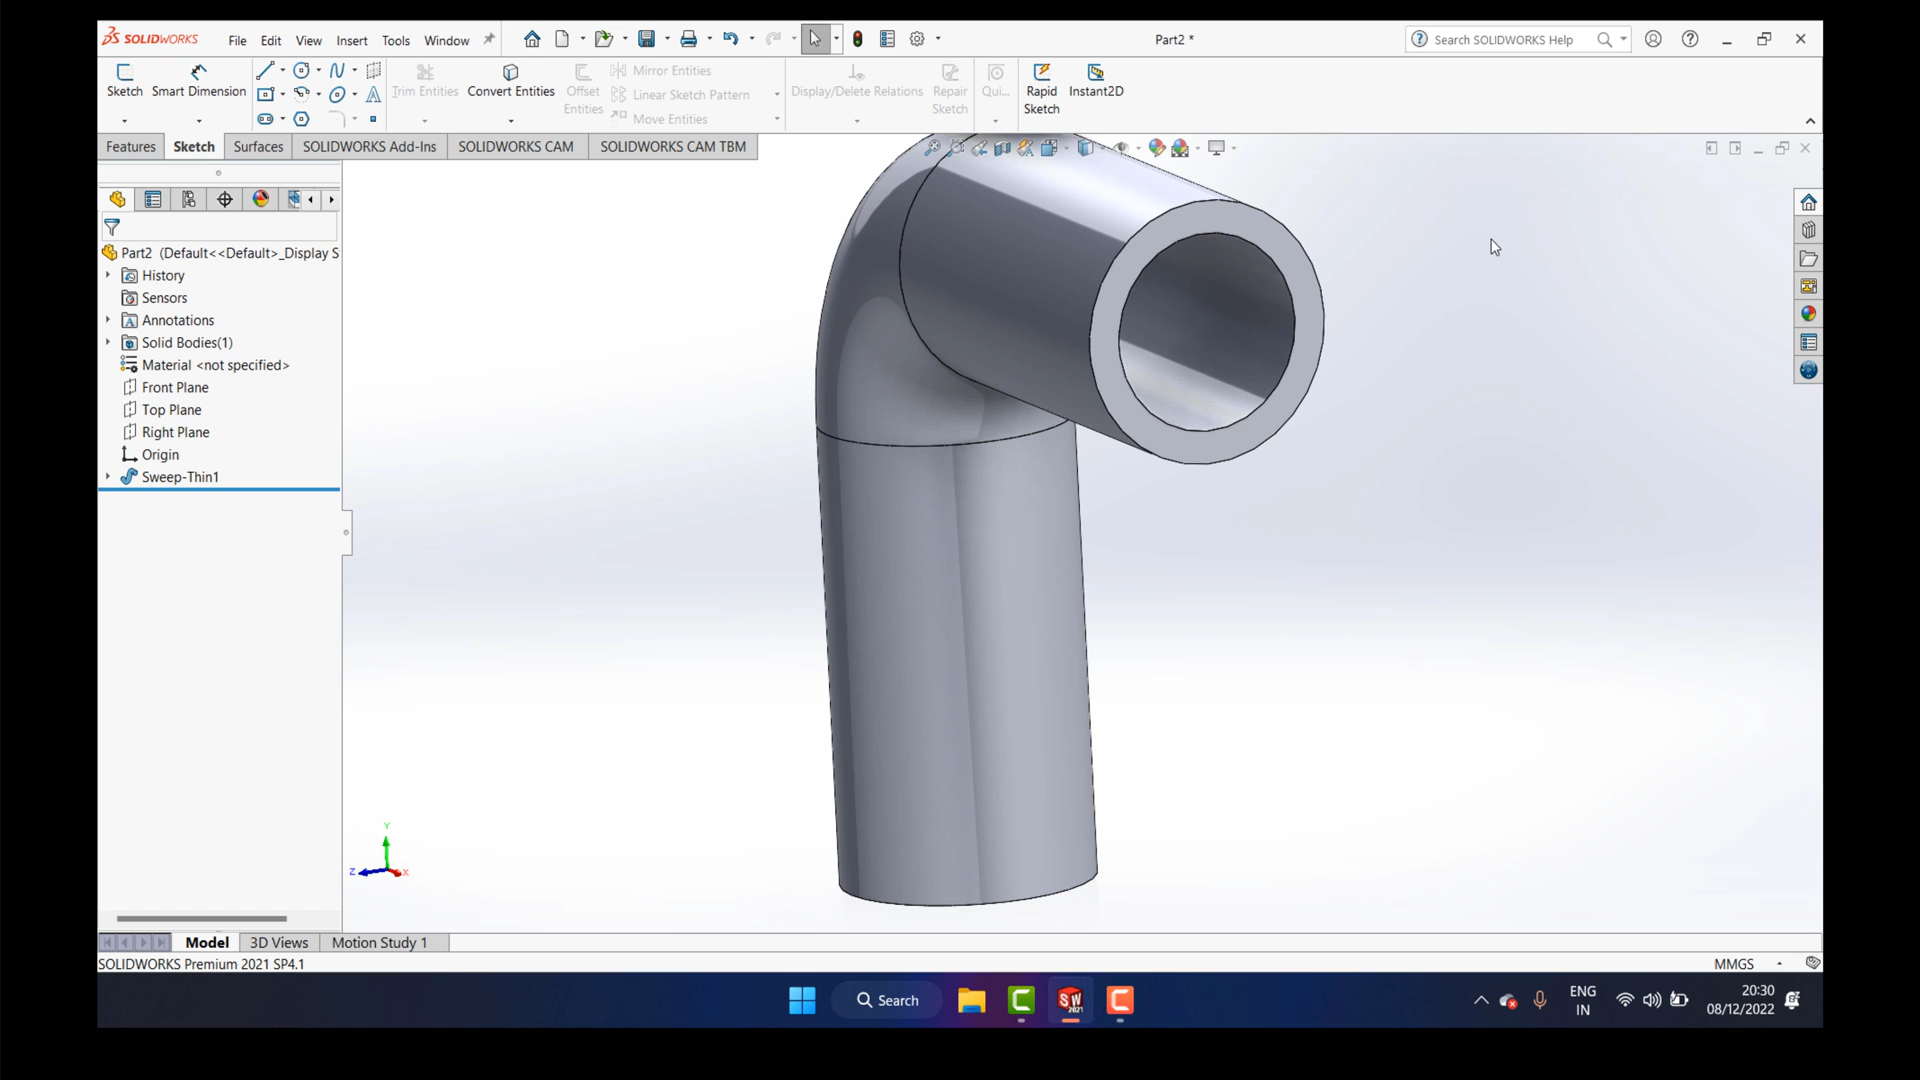 SOLIDWORKS File Edit View Insert Tools Window Part2 * Search SOLIDWORKS Help
Sketch Smart Dimension Trim Entities Convert Entities Offset Entities Mirror Entities Display/Delete Relations Repair Sketch Qui... Rapid Sketch Instant2D
Linear Sketch Pattern
Move Entities
Features Sketch Surfaces SOLIDWORKS Add-Ins SOLIDWORKS CAM SOLIDWORKS CAM TBM
Part2 (Default<<Default>_Display S
History
Sensors
Annotations
Solid Bodies(1)
Material <not specified>
Front Plane
Top Plane
Right Plane
Origin
Sweep-Thin1
Y
Z X
Model 3D Views Motion Study 1
SOLIDWORKS Premium 2021 SP4.1 MMGS
Search ENG 20:30
IN 08/12/2022
SW
2021